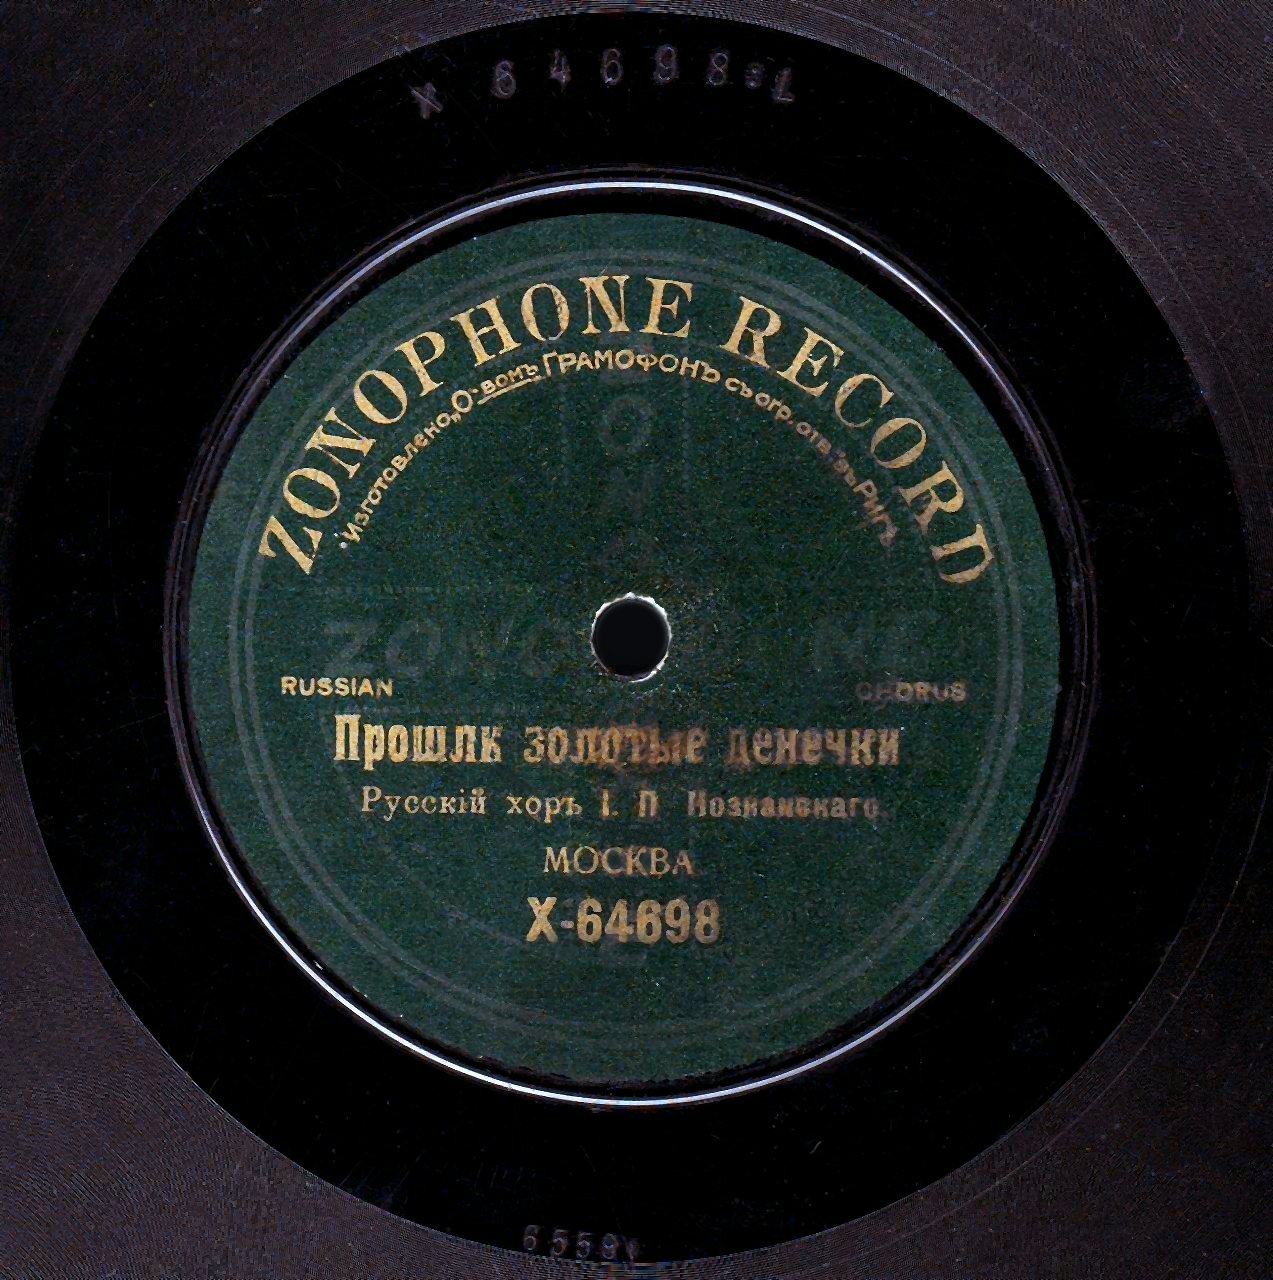 X 64698·L
ZONOPHONE RECORD
Изготовлено „О-вомъ ГРАМОФОНЪ съ огр. отв." въ Ригѣ.
RUSSIAN CHORUS
Прошли золотые денечки
Русскій хоръ І. П.
МОСКВА
X-64698